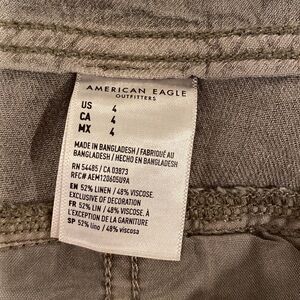 AMERICAN EAGLE
OUTFITTERS
US 4
CA 4
MX 4
MADE IN BANGLADESH / FABRIQUÉ AU
BANGLADESH / HECHO EN BANGLADESH
RN 54485 / CA 03873
RFC# AEM120605U9A
EN 52% LINEN / 48% VISCOSE.
EXCLUSIVE OF DECORATION
FR 52% LIN / 48% VISCOSE. À
L'EXCEPTION DE LA GARNITURE
SP 52% lino / 48% viscosa